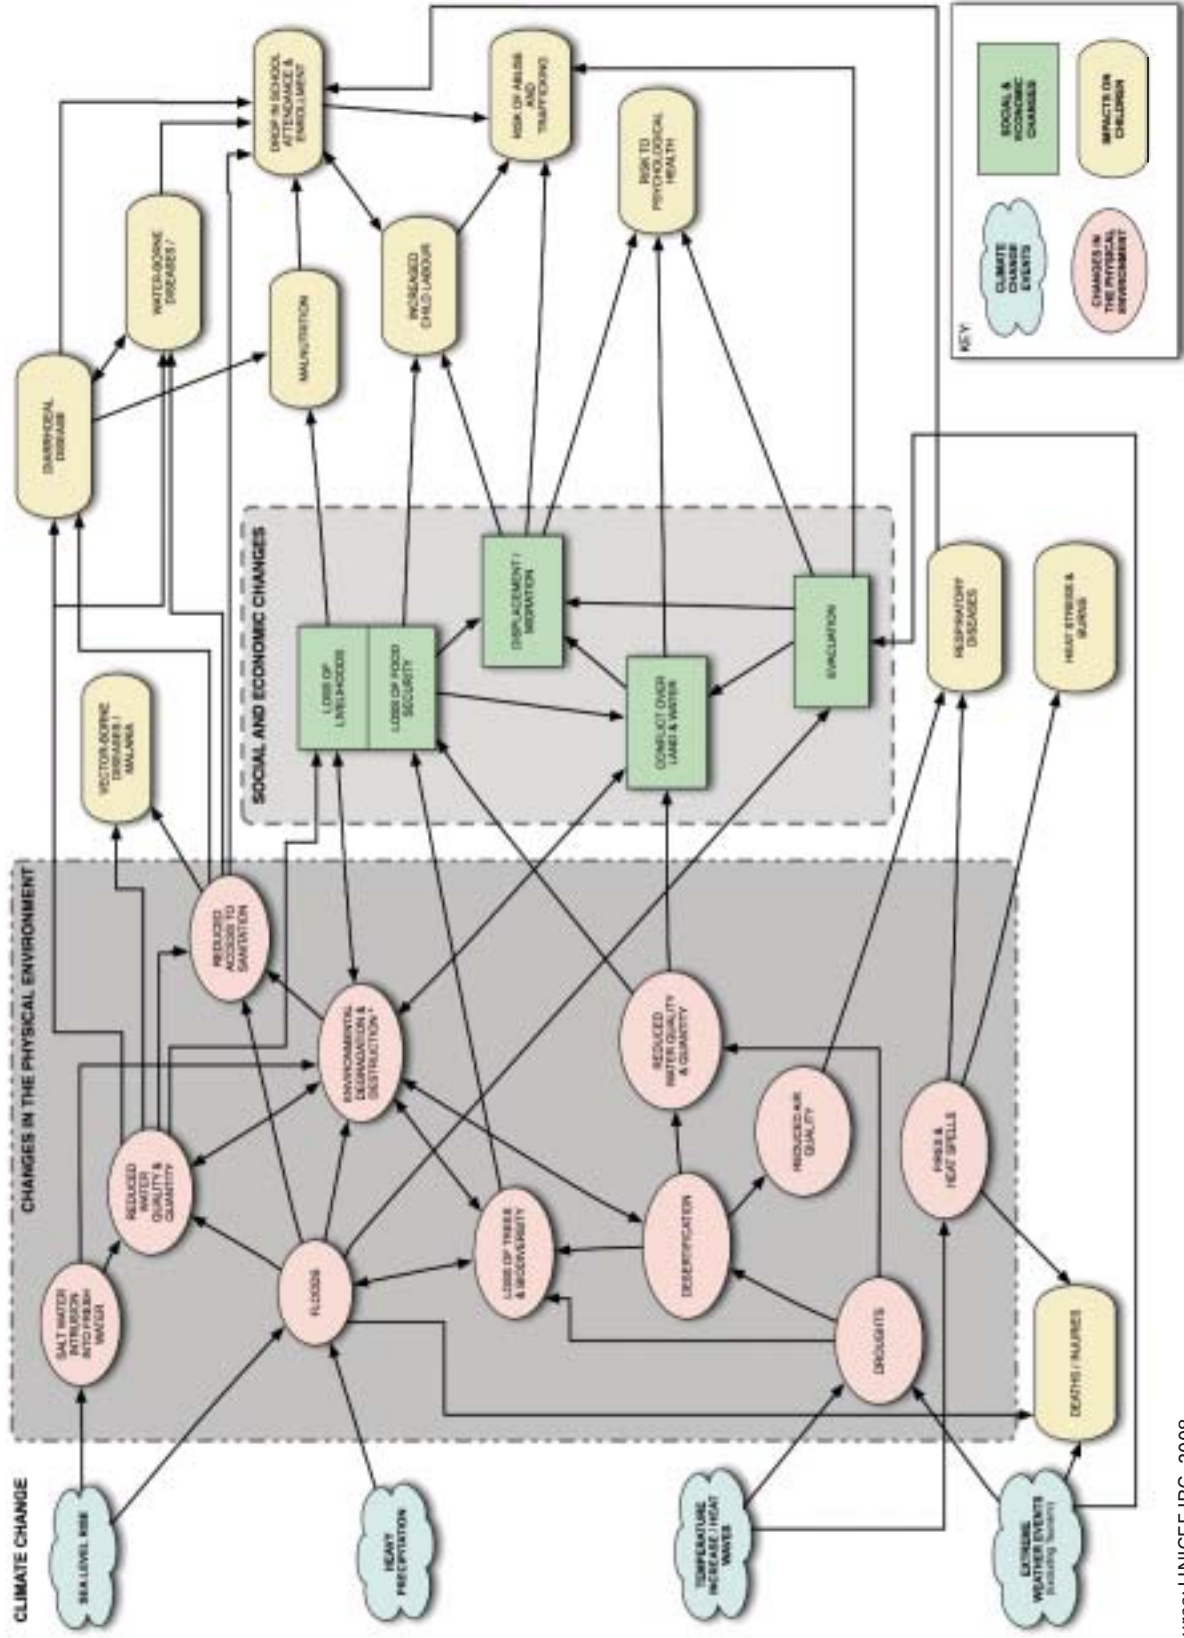 CLIMATE CHANGE
SEA LEVEL RISE
HEAVY
PRECIPITATION
TEMPERATURE
INCREASE / HEAT
WAVES
EXTREME
WEATHER EVENTS
CHANGES IN THE PHYSICAL ENVIRONMENT
SALT WATER
INTRUSION
INTO FRESH
WATER
REDUCED
WATER
QUALITY &
QUANTITY
FLOODS
REDUCED
ACCESS TO
SANITATION
ENVIRONMENTAL
DEGRADATION &
DESTRUCTION
LOSS OF TREES
& BIODIVERSITY
DESERTIFICATION
REDUCED
WATER QUALITY
& QUANTITY
REDUCED AIR
QUALITY
DROUGHTS
FIRES &
HEAT SPELLS
DEATHS / INJURIES
SOCIAL AND ECONOMIC CHANGES
LOSS OF
LIVELIHOODS
LOSS OF FOOD
SECURITY
DISPLACEMENT /
MIGRATION
CONFLICT OVER
LAND & WATER
EVACUATION
VECTOR-BORNE
DISEASES /
MALARIA
DIARRHOEAL
DISEASE
WATER-BORNE
DISEASES /
MALNUTRITION
INCREASED
CHILD LABOUR
DROP IN SCHOOL
ATTENDANCE &
ENROLLMENT
RISK OF ABUSE
AND
TRAFFICKING
RISK TO
PSYCHOLOGICAL
HEALTH
RESPIRATORY
DISEASES
HEAT STRESS &
BURNS
KEY:
CLIMATE
CHANGE
EVENTS
SOCIAL &
ECONOMIC
CHANGES
CHANGES IN
THE PHYSICAL
ENVIRONMENT
IMPACTS ON
CHILDREN
UNICEF IRC, 2008